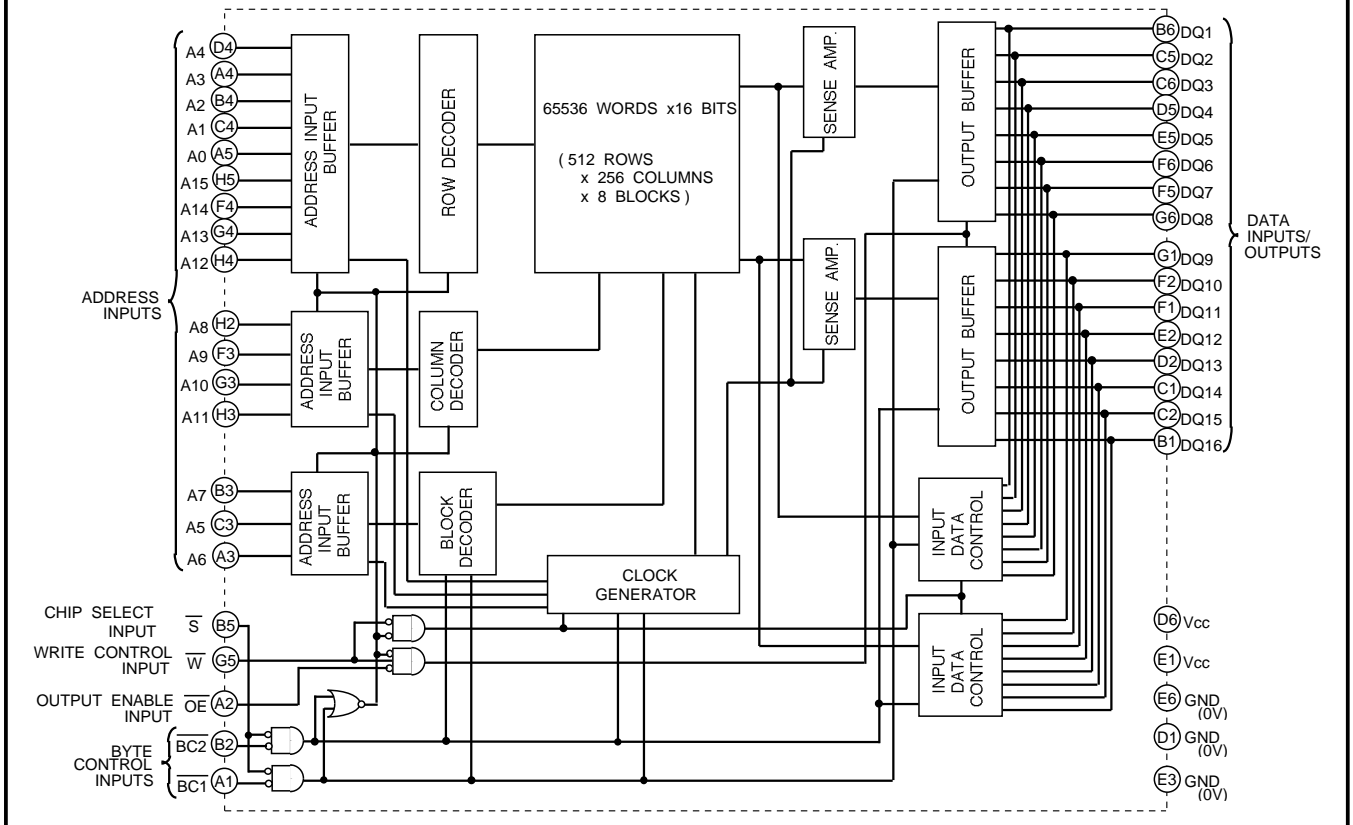 ADDRESS
INPUTS
A4 D4
A3 A4
A2 B4
A1 C4
A0 A5
A15 H5
A14 F4
A13 G4
A12 H4
A8 H2
A9 F3
A10 G3
A11 H3
A7 B3
A5 C3
A6 A3
CHIP SELECT
INPUT
S B5
WRITE CONTROL
INPUT
W G5
OUTPUT ENABLE
INPUT
OE A2
BYTE
CONTROL
INPUTS
BC2 B2
BC1 A1
ADDRESS INPUT
BUFFER
ADDRESS
INPUT
BUFFER
ADDRESS
INPUT
BUFFER
ROW DECODER
COLUMN
DECODER
BLOCK
DECODER
65536 WORDS x16 BITS
( 512 ROWS
x 256 COLUMNS
x 8 BLOCKS )
CLOCK
GENERATOR
SENSE AMP.
SENSE AMP.
OUTPUT BUFFER
OUTPUT BUFFER
INPUT
DATA
CONTROL
INPUT
DATA
CONTROL
B6 DQ1
C5 DQ2
C6 DQ3
D5 DQ4
E5 DQ5
F6 DQ6
F5 DQ7
G6 DQ8
G1 DQ9
F2 DQ10
F1 DQ11
E2 DQ12
D2 DQ13
C1 DQ14
C2 DQ15
B1 DQ16
DATA
INPUTS/
OUTPUTS
D6 Vcc
E1 Vcc
E6 GND
(0V)
D1 GND
(0V)
E3 GND
(0V)